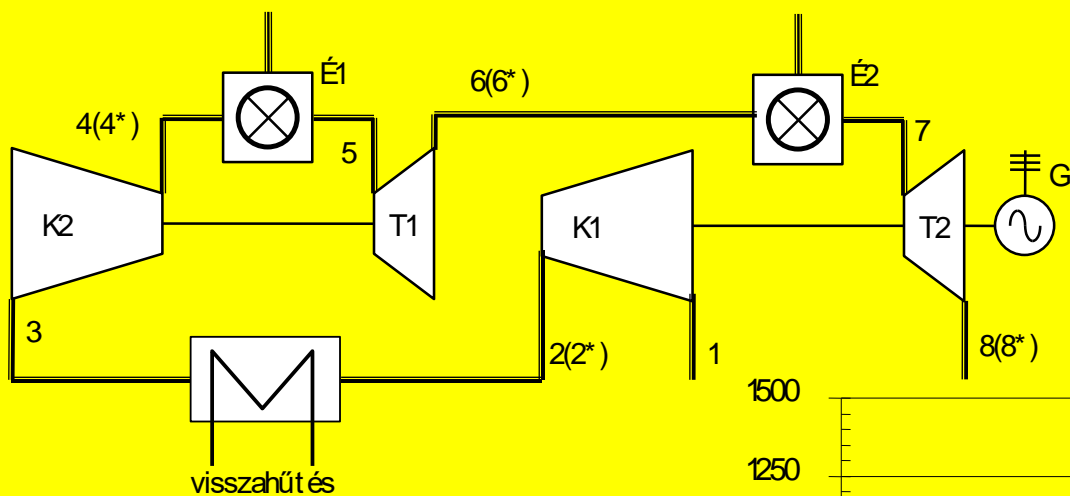 É1
6(6*)
É2
4(4*)
5
7
G
K2
T1
K1
T2
3
2(2*)
1
8(8*)
1500
1250
visszahűtés